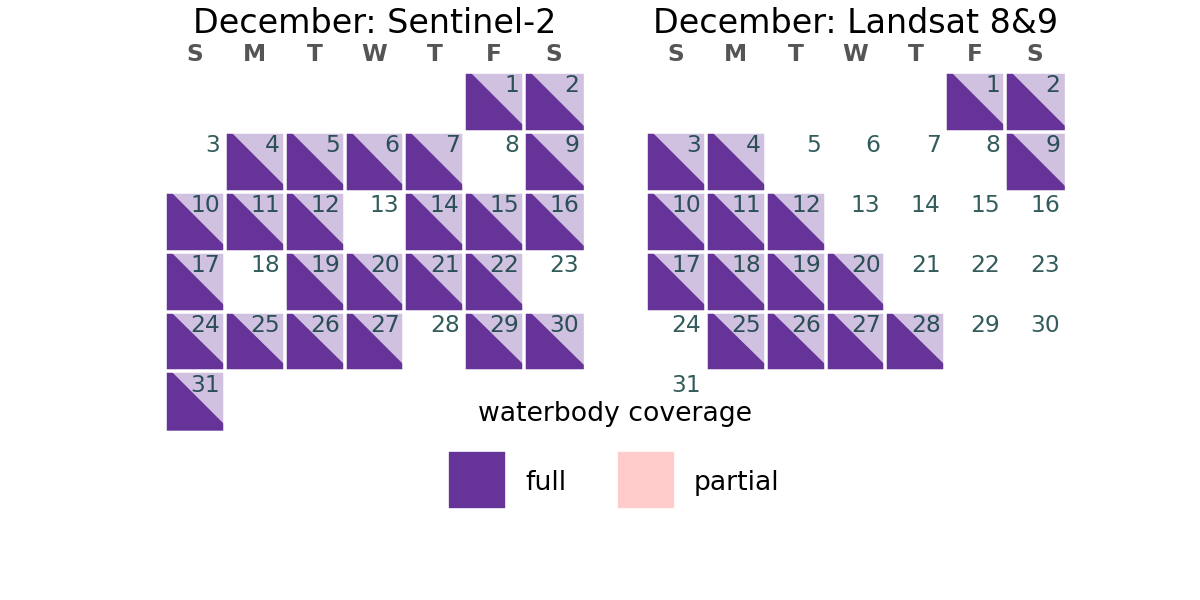 December: Sentinel-2
S M T W T F S
1 2
3 4 5 6 7 8 9
10 11 12 13 14 15 16
17 18 19 20 21 22 23
24 25 26 27 28 29 30
31
December: Landsat 8&9
S M T W T F S
1 2
3 4 5 6 7 8 9
10 11 12 13 14 15 16
17 18 19 20 21 22 23
24 25 26 27 28 29 30
31
waterbody coverage
full partial